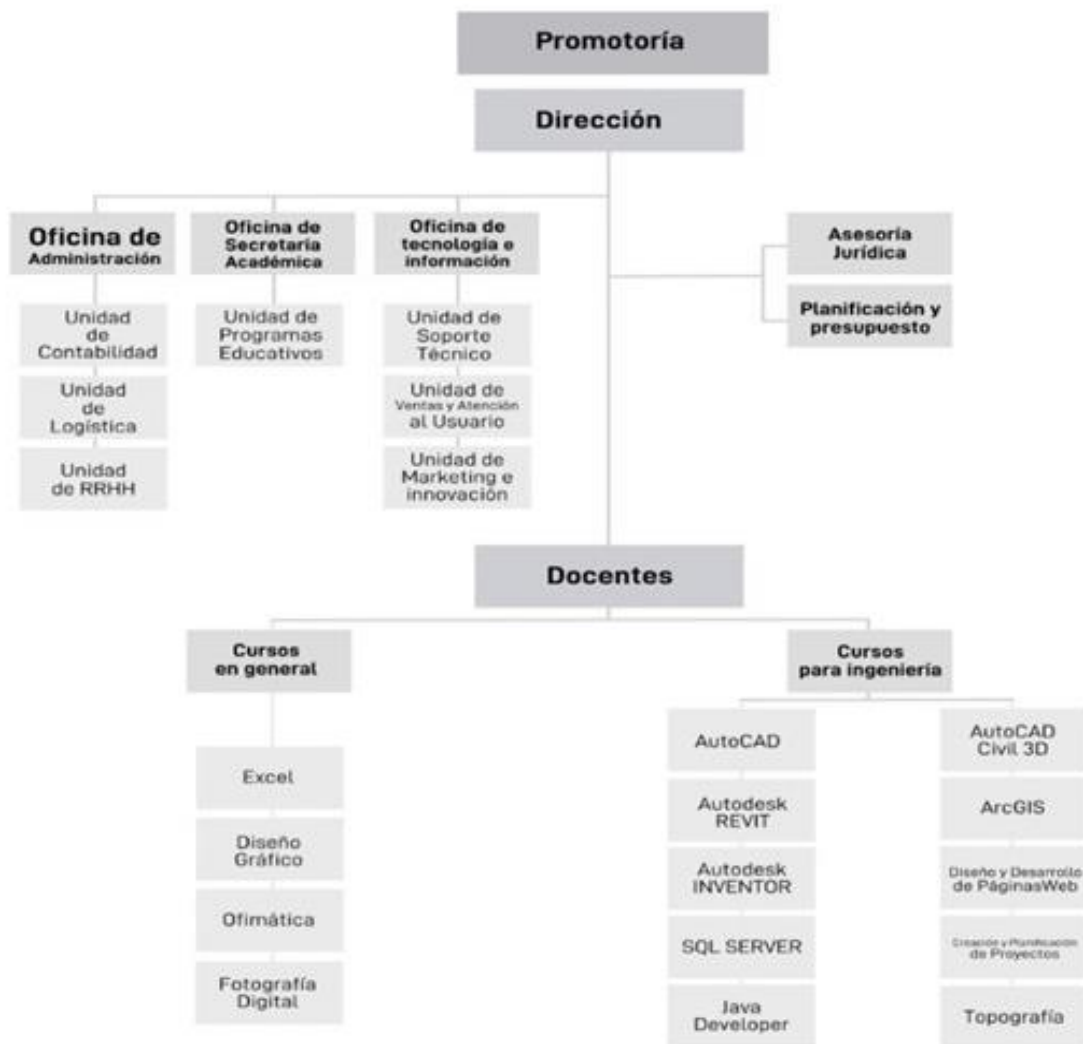 Promotoría
Dirección
Oficina de
Administración
Oficina de
Secretaria
Académica
Oficina de
tecnología e
información
Asesoría
Jurídica
Planificación y
presupuesto
Unidad
de
Contabilidad
Unidad
de
Logística
Unidad
de RRHH
Unidad de
Programas
Educativos
Unidad de
Soporte
Técnico
Unidad de
Ventas y Atención
al Usuario
Unidad de
Marketing e
innovación
Docentes
Cursos
en general
Excel
Diseño
Gráfico
Ofimática
Fotografía
Digital
Cursos
para ingeniería
AutoCAD
Autodesk
REVIT
Autodesk
INVENTOR
SQL SERVER
Java
Developer
AutoCAD
Civil 3D
ArcGIS
Diseño y Desarrollo
de PáginasWeb
Creación y Planificación
de Proyectos
Topografía